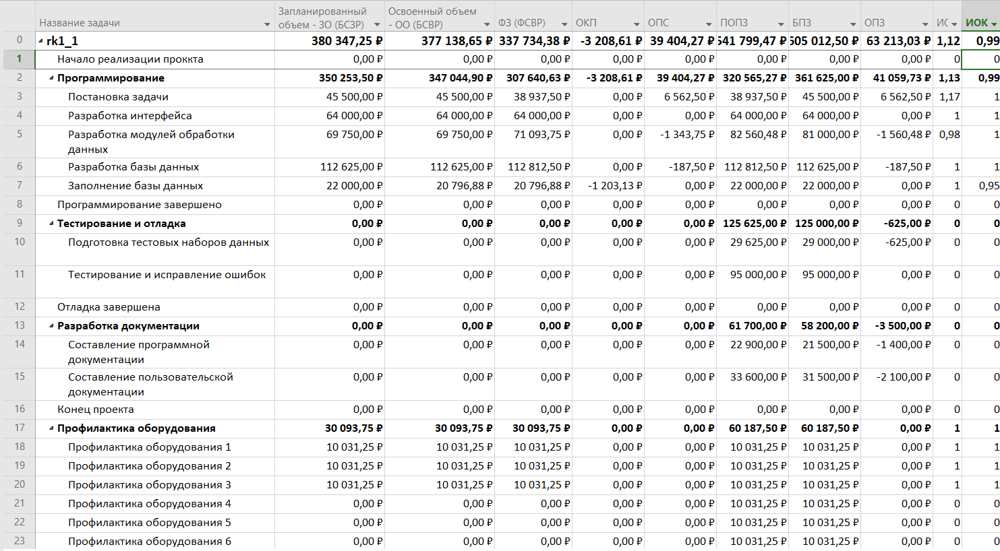 Название задачи Запланированный объем - ЗО (БСЗР) Освоенный объем - ОО (БСВР) ФЗ (ФСВР) ОКП ОПС ПОПЗ БПЗ ОПЗ ИС ИОК
0 rk1_1 380 347,25 ₽ 377 138,65 ₽ 337 734,38 ₽ -3 208,61 ₽ 39 404,27 ₽ 541 799,47 ₽ 605 012,50 ₽ 63 213,03 ₽ 1,12 0,99
1 Начало реализации проккта 0,00 ₽ 0,00 ₽ 0,00 ₽ 0,00 ₽ 0,00 ₽ 0,00 ₽ 0,00 ₽ 0,00 ₽ 0 0
2 Программирование 350 253,50 ₽ 347 044,90 ₽ 307 640,63 ₽ -3 208,61 ₽ 39 404,27 ₽ 320 565,27 ₽ 361 625,00 ₽ 41 059,73 ₽ 1,13 0,99
3 Постановка задачи 45 500,00 ₽ 45 500,00 ₽ 38 937,50 ₽ 0,00 ₽ 6 562,50 ₽ 38 937,50 ₽ 45 500,00 ₽ 6 562,50 ₽ 1,17 1
4 Разработка интерфейса 64 000,00 ₽ 64 000,00 ₽ 64 000,00 ₽ 0,00 ₽ 0,00 ₽ 64 000,00 ₽ 64 000,00 ₽ 0,00 ₽ 1 1
5 Разработка модулей обработки данных 69 750,00 ₽ 69 750,00 ₽ 71 093,75 ₽ 0,00 ₽ -1 343,75 ₽ 82 560,48 ₽ 81 000,00 ₽ -1 560,48 ₽ 0,98 1
6 Разработка базы данных 112 625,00 ₽ 112 625,00 ₽ 112 812,50 ₽ 0,00 ₽ -187,50 ₽ 112 812,50 ₽ 112 625,00 ₽ -187,50 ₽ 1 1
7 Заполнение базы данных 22 000,00 ₽ 20 796,88 ₽ 20 796,88 ₽ -1 203,13 ₽ 0,00 ₽ 22 000,00 ₽ 22 000,00 ₽ 0,00 ₽ 1 0,95
8 Программирование завершено 0,00 ₽ 0,00 ₽ 0,00 ₽ 0,00 ₽ 0,00 ₽ 0,00 ₽ 0,00 ₽ 0,00 ₽ 0 0
9 Тестирование и отладка 0,00 ₽ 0,00 ₽ 0,00 ₽ 0,00 ₽ 0,00 ₽ 125 625,00 ₽ 125 000,00 ₽ -625,00 ₽ 0 0
10 Подготовка тестовых наборов данных 0,00 ₽ 0,00 ₽ 0,00 ₽ 0,00 ₽ 0,00 ₽ 29 625,00 ₽ 29 000,00 ₽ -625,00 ₽ 0 0
11 Тестирование и исправление ошибок 0,00 ₽ 0,00 ₽ 0,00 ₽ 0,00 ₽ 0,00 ₽ 95 000,00 ₽ 95 000,00 ₽ 0,00 ₽ 0 0
12 Отладка завершена 0,00 ₽ 0,00 ₽ 0,00 ₽ 0,00 ₽ 0,00 ₽ 0,00 ₽ 0,00 ₽ 0,00 ₽ 0 0
13 Разработка документации 0,00 ₽ 0,00 ₽ 0,00 ₽ 0,00 ₽ 0,00 ₽ 61 700,00 ₽ 58 200,00 ₽ -3 500,00 ₽ 0 0
14 Составление программной документации 0,00 ₽ 0,00 ₽ 0,00 ₽ 0,00 ₽ 0,00 ₽ 22 900,00 ₽ 21 500,00 ₽ -1 400,00 ₽ 0 0
15 Составление пользовательской документации 0,00 ₽ 0,00 ₽ 0,00 ₽ 0,00 ₽ 0,00 ₽ 33 600,00 ₽ 31 500,00 ₽ -2 100,00 ₽ 0 0
16 Конец проекта 0,00 ₽ 0,00 ₽ 0,00 ₽ 0,00 ₽ 0,00 ₽ 0,00 ₽ 0,00 ₽ 0,00 ₽ 0 0
17 Профилактика оборудования 30 093,75 ₽ 30 093,75 ₽ 30 093,75 ₽ 0,00 ₽ 0,00 ₽ 60 187,50 ₽ 60 187,50 ₽ 0,00 ₽ 1 1
18 Профилактика оборудования 1 10 031,25 ₽ 10 031,25 ₽ 10 031,25 ₽ 0,00 ₽ 0,00 ₽ 10 031,25 ₽ 10 031,25 ₽ 0,00 ₽ 1 1
19 Профилактика оборудования 2 10 031,25 ₽ 10 031,25 ₽ 10 031,25 ₽ 0,00 ₽ 0,00 ₽ 10 031,25 ₽ 10 031,25 ₽ 0,00 ₽ 1 1
20 Профилактика оборудования 3 10 031,25 ₽ 10 031,25 ₽ 10 031,25 ₽ 0,00 ₽ 0,00 ₽ 10 031,25 ₽ 10 031,25 ₽ 0,00 ₽ 1 1
21 Профилактика оборудования 4 0,00 ₽ 0,00 ₽ 0,00 ₽ 0,00 ₽ 0,00 ₽ 10 031,25 ₽ 10 031,25 ₽ 0,00 ₽ 0 0
22 Профилактика оборудования 5 0,00 ₽ 0,00 ₽ 0,00 ₽ 0,00 ₽ 0,00 ₽ 10 031,25 ₽ 10 031,25 ₽ 0,00 ₽ 0 0
23 Профилактика оборудования 6 0,00 ₽ 0,00 ₽ 0,00 ₽ 0,00 ₽ 0,00 ₽ 10 031,25 ₽ 10 031,25 ₽ 0,00 ₽ 0 0